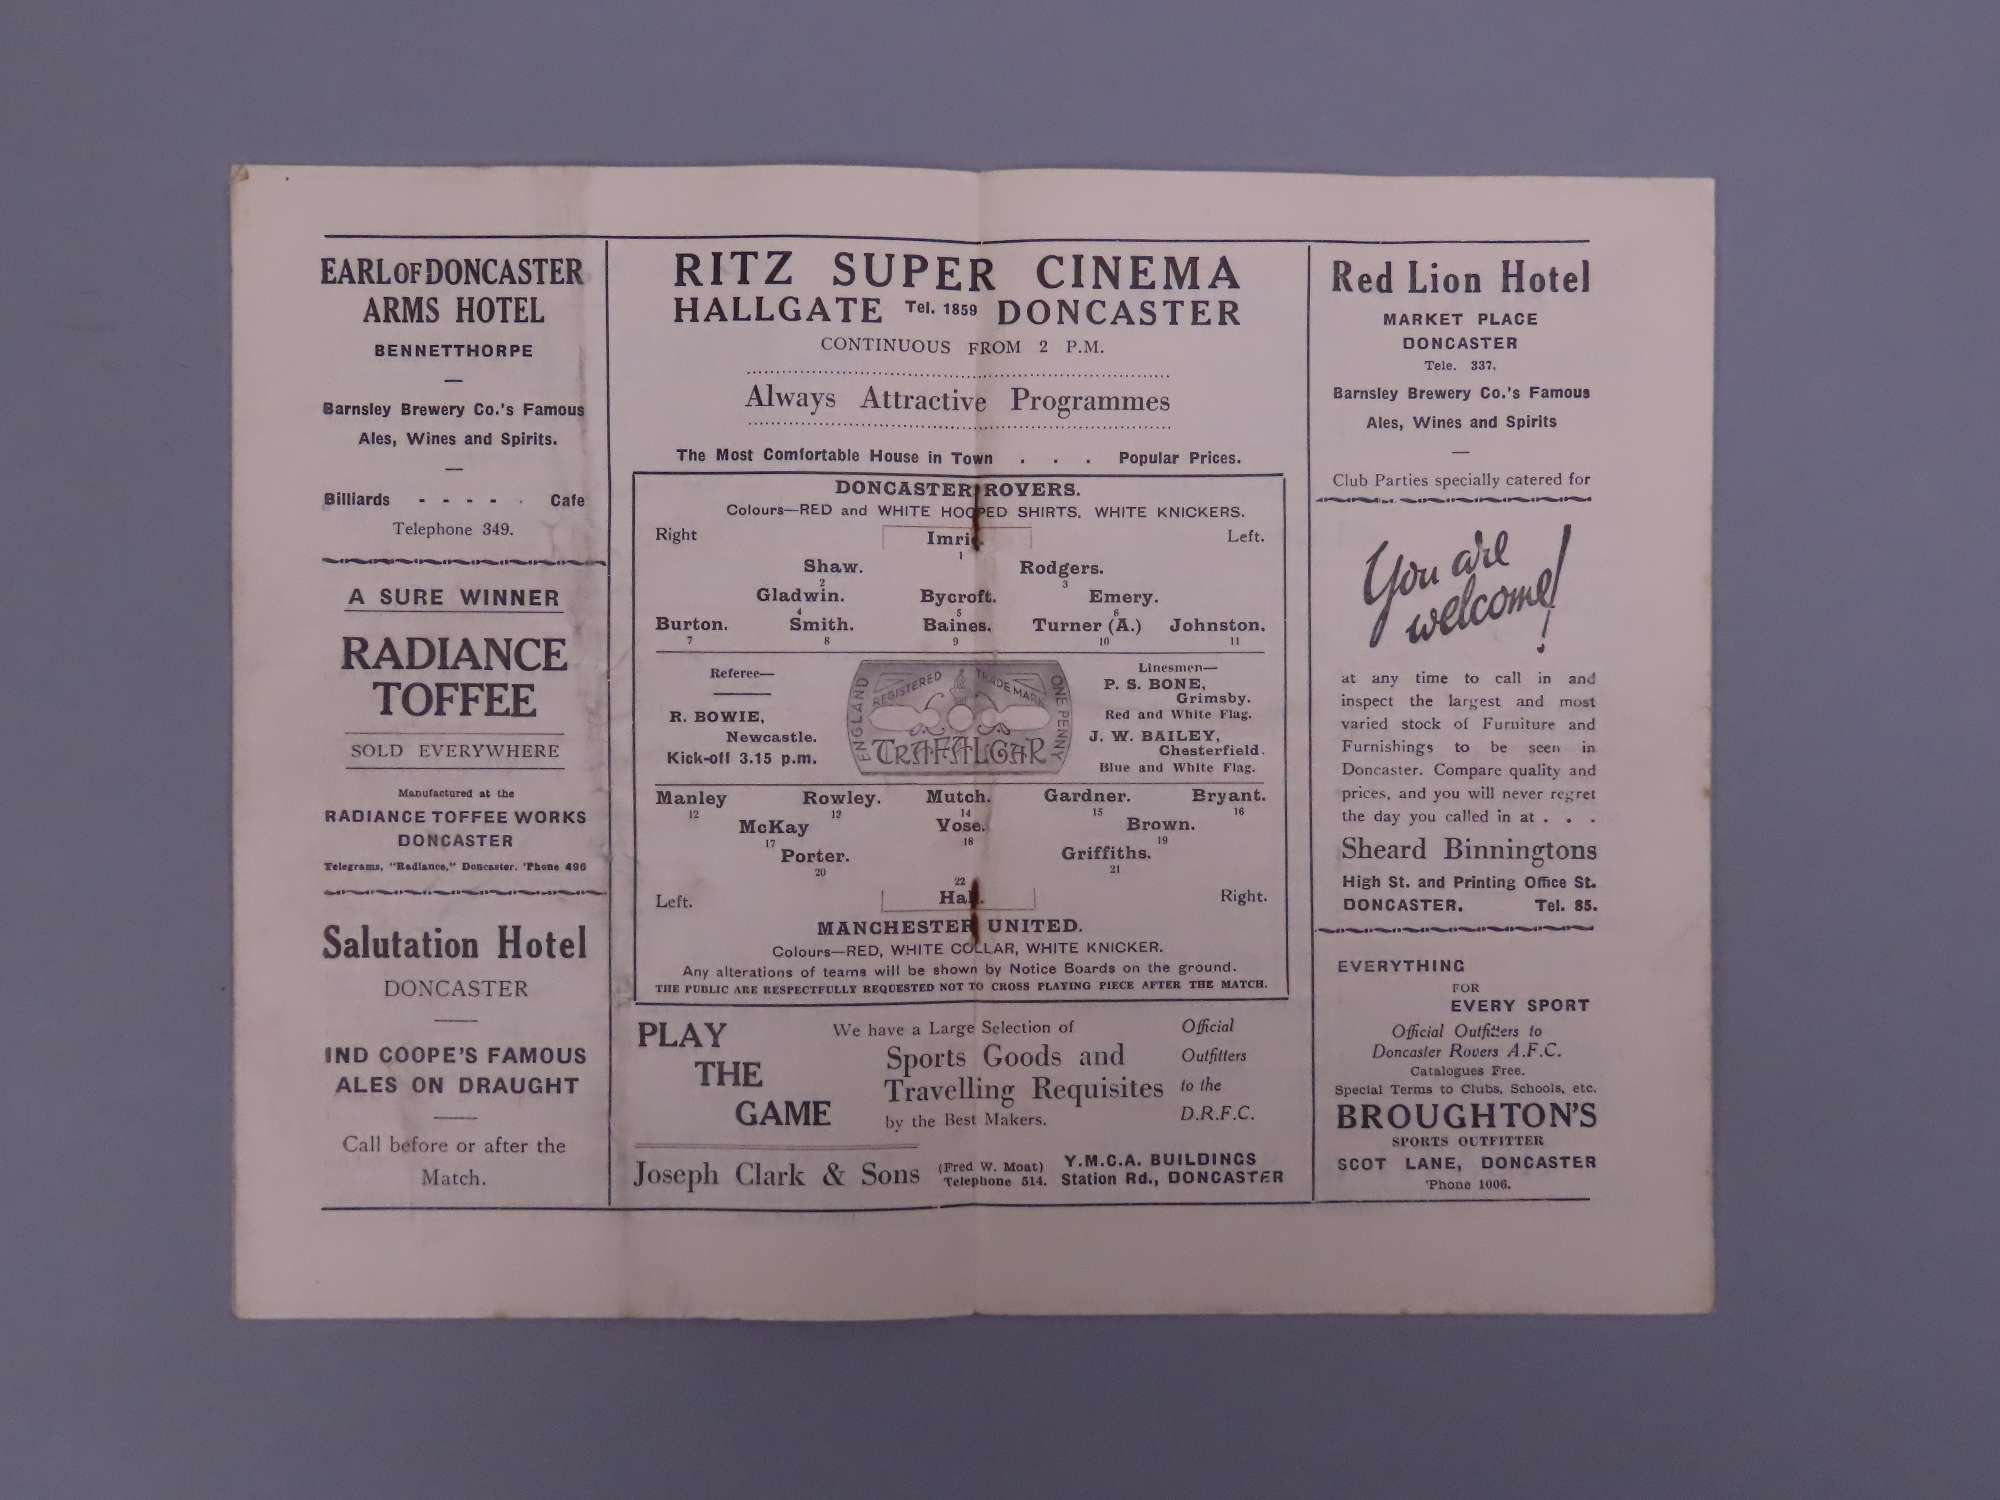 EARL OF DONCASTER
ARMS HOTEL
BENNETTHORPE
Barnsley Brewery Co.'s Famous
Ales, Wines and Spirits.
Billiards - - - - . Cafe
Telephone 349.
A SURE WINNER
RADIANCE
TOFFEE
SOLD EVERYWHERE
Manufactured at the
RADIANCE TOFFEE WORKS
DONCASTER
Telegrams, "Radiance," Doncaster. 'Phone 496
Salutation Hotel
DONCASTER
IND COOPE'S FAMOUS
ALES ON DRAUGHT
Call before or after the
Match.
RITZ SUPER CINEMA
HALLGATE Tel. 1859 DONCASTER
CONTINUOUS FROM 2 P.M.
Always Attractive Programmes
The Most Comfortable House in Town . . . Popular Prices.
DONCASTER ROVERS.
Colours—RED and WHITE HOOPED SHIRTS. WHITE KNICKERS.
Right Imrie. Left.
1
Shaw. Rodgers.
2 3
Gladwin. Bycroft. Emery.
4 5 6
Burton. Smith. Baines. Turner (A.) Johnston.
7 8 9 10 11
Referee—
R. BOWIE,
Newcastle.
Kick-off 3.15 p.m.
REGISTERED TRADE MARK
ENGLAND
ONE PENNY
TRAFALGAR
Linesmen—
P. S. BONE,
Grimsby.
Red and White Flag.
J. W. BAILEY,
Chesterfield.
Blue and White Flag.
Manley Rowley. Mutch. Gardner. Bryant.
12 13 14 15 16
McKay Vose. Brown.
17 18 19
Porter. Griffiths.
20 21
22
Left. Hall. Right.
MANCHESTER UNITED.
Colours—RED, WHITE COLLAR, WHITE KNICKER.
Any alterations of teams will be shown by Notice Boards on the ground.
THE PUBLIC ARE RESPECTFULLY REQUESTED NOT TO CROSS PLAYING PIECE AFTER THE MATCH.
PLAY
THE
GAME
We have a Large Selection of
Sports Goods and
Travelling Requisites
by the Best Makers.
Official
Outfitters
to the
D.R.F.C.
Joseph Clark & Sons
(Fred W. Moat)
Telephone 514.
Y.M.C.A. BUILDINGS
Station Rd., DONCASTER
Red Lion Hotel
MARKET PLACE
DONCASTER
Tele. 337.
Barnsley Brewery Co.'s Famous
Ales, Wines and Spirits
Club Parties specially catered for
You are
welcome!
at any time to call in and
inspect the largest and most
varied stock of Furniture and
Furnishings to be seen in
Doncaster. Compare quality and
prices, and you will never regret
the day you called in at . . .
Sheard Binningtons
High St. and Printing Office St.
DONCASTER. Tel. 85.
EVERYTHING
FOR
EVERY SPORT
Official Outfitters to
Doncaster Rovers A.F.C.
Catalogues Free.
Special Terms to Clubs, Schools, etc.
BROUGHTON'S
SPORTS OUTFITTER
SCOT LANE, DONCASTER
'Phone 1006.